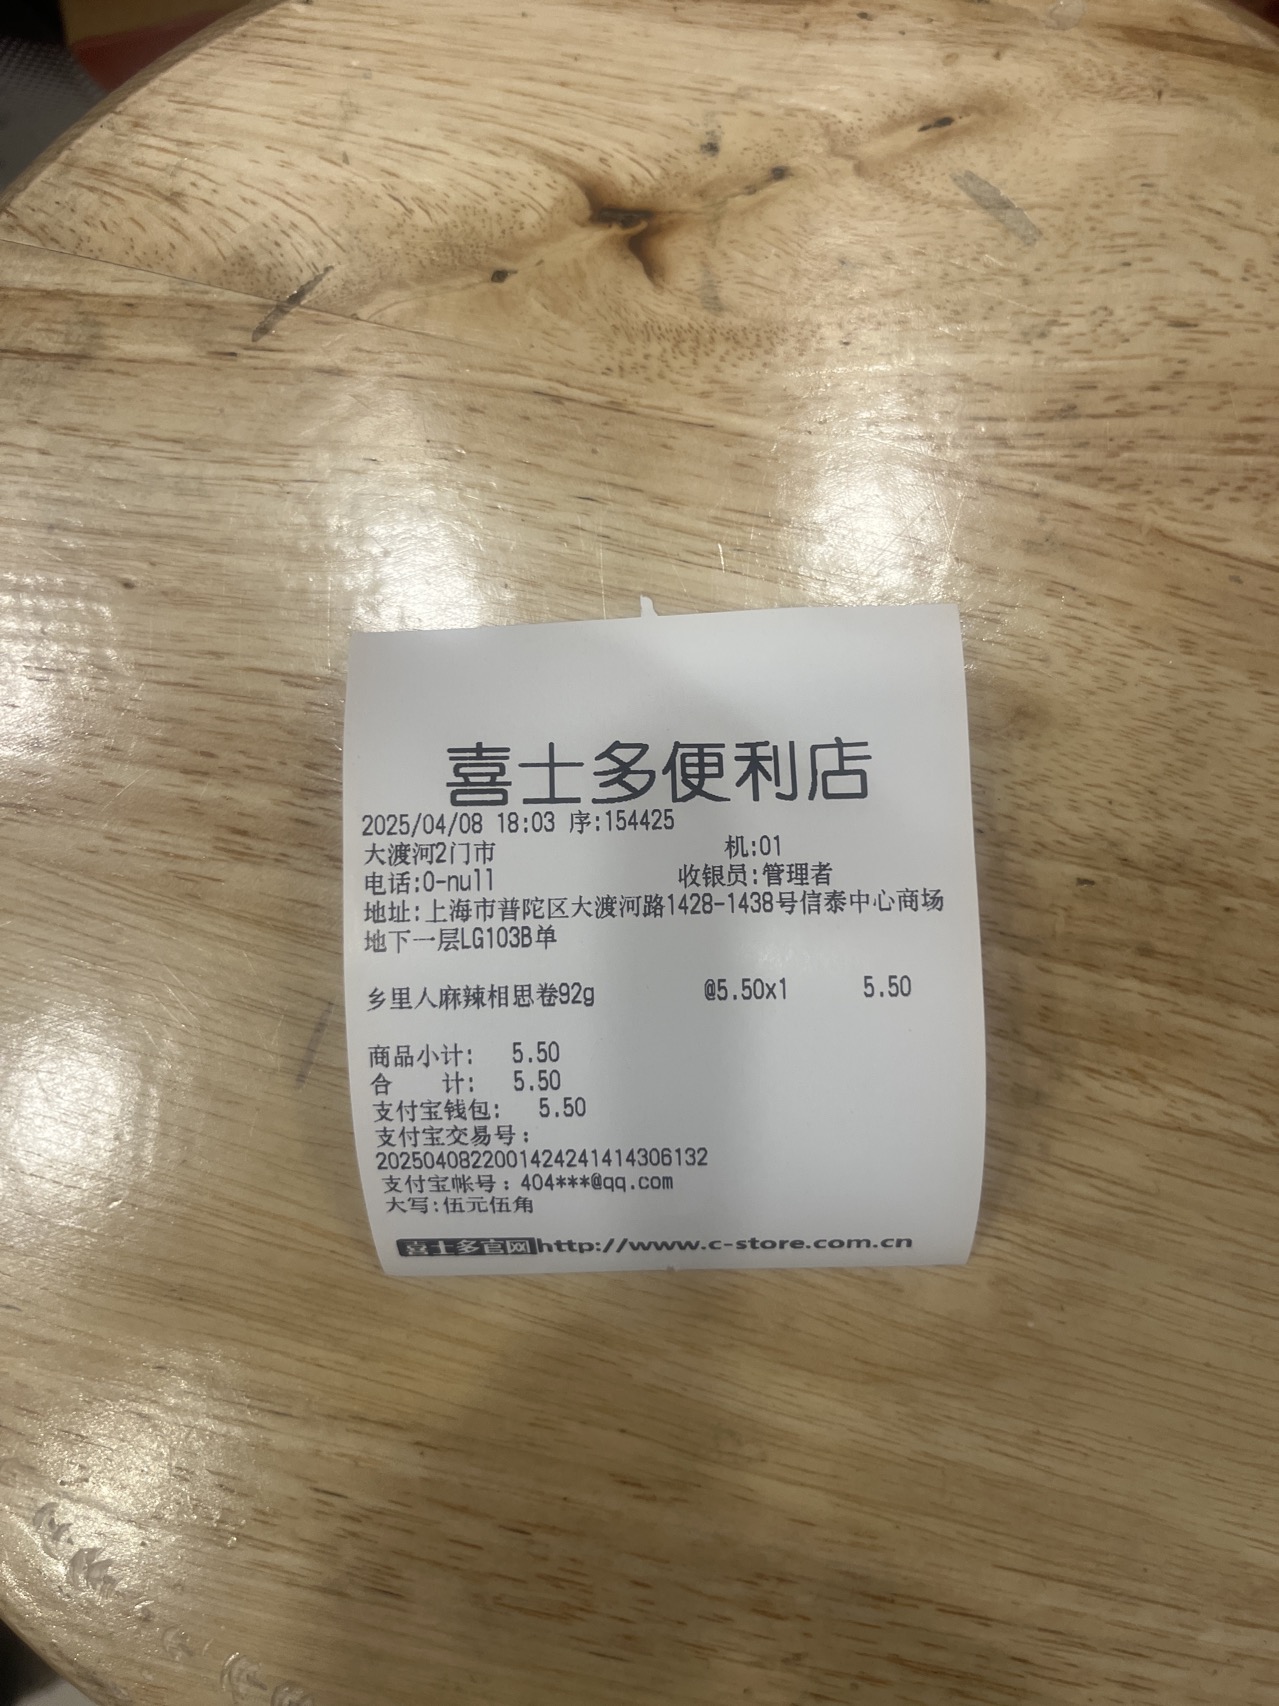 喜士多便利店
2025/04/08 18:03 序:154425
大渡河2门市 机:01
电话:0-null 收银员:管理者
地址:上海市普陀区大渡河路1428-1438号信泰中心商场
地下一层LG103B单
乡里人麻辣相思卷92g @5.50x1 5.50
商品小计: 5.50
合 计: 5.50
支付宝钱包: 5.50
支付宝交易号:
2025040822001424241414306132
支付宝帐号:404***@qq.com
大写:伍元伍角
喜士多官网http://www.c-store.com.cn